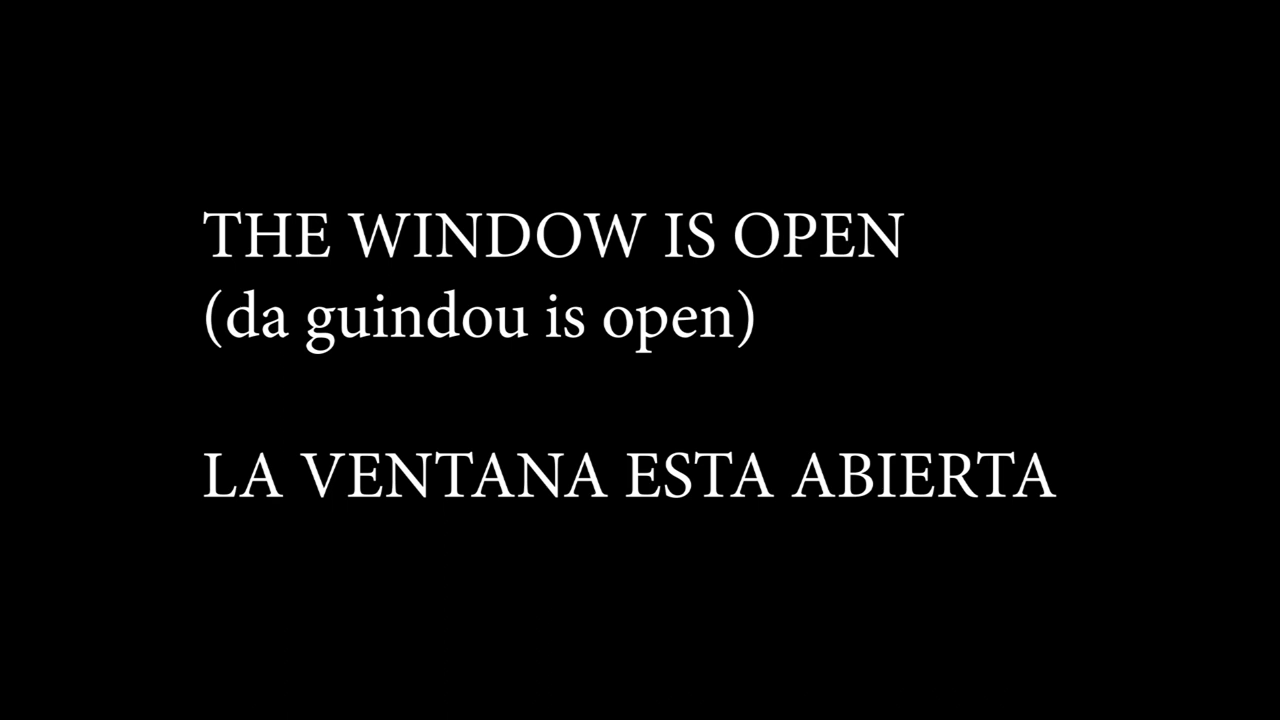 THE WINDOW IS OPEN
(da guindou is open)
LA VENTANA ESTA ABIERTA